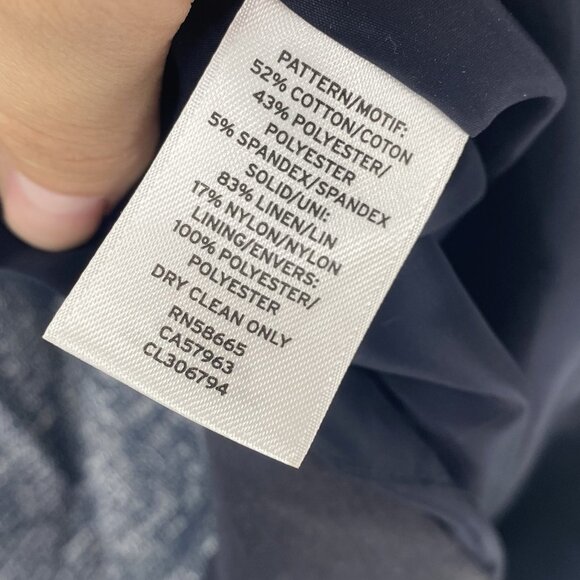 PATTERN/MOTIF:
52% COTTON/COTON
43% POLYESTER/
POLYESTER
5% SPANDEX/SPANDEX
SOLID/UNI:
83% LINEN/LIN
17% NYLON/NYLON
LINING/ENVERS:
100% POLYESTER/
POLYESTER
DRY CLEAN ONLY
RN58665
CA57963
CL306794